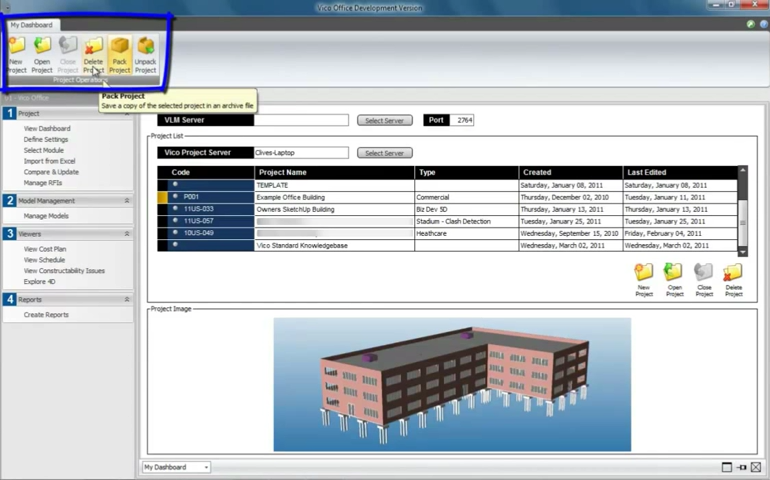 Vico Office Development Version
My Dashboard
New Project
Open Project
Close Project
Delete Project
Pack Project
Unpack Project
Project Operations
Pack Project
Save a copy of the selected project in an archive file
Vico Office
1 Project
View Dashboard
Define Settings
Select Module
Import from Excel
Compare & Update
Manage RFIs
2 Model Management
Manage Models
3 Viewers
View Cost Plan
View Schedule
View Constructability Issues
Explore 4D
4 Reports
Create Reports
VLM Server Select Server Port 2764
Project List
Vico Project Server Clives-Laptop Select Server
Code Project Name Type Created Last Edited
TEMPLATE Saturday, January 08, 2011 Saturday, January 08, 2011
P001 Example Office Building Commercial Thursday, December 02, 2010 Tuesday, January 11, 2011
11US-033 Owners SketchUp Building Biz Dev 5D Thursday, January 13, 2011 Thursday, January 13, 2011
11US-057 Stadium - Clash Detection Tuesday, January 25, 2011 Tuesday, January 25, 2011
10US-049 Heathcare Wednesday, September 15, 2010 Friday, February 04, 2011
Vico Standard Knowledgebase Wednesday, March 02, 2011 Wednesday, March 02, 2011
New Project
Open Project
Close Project
Delete Project
Project Image
My Dashboard